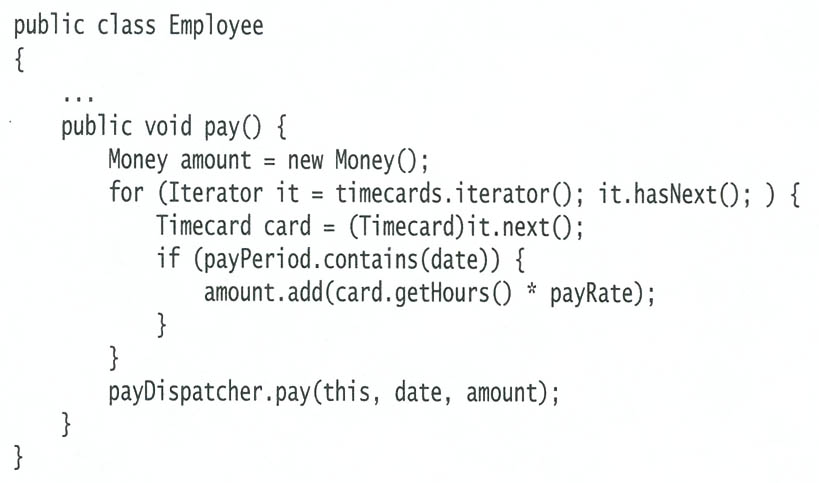 public class Employee
{
...
public void pay() {
Money amount = new Money();
for (Iterator it = timecards.iterator(); it.hasNext(); ) {
Timecard card = (Timecard)it.next();
if (payPeriod.contains(date)) {
amount.add(card.getHours() * payRate);
}
}
payDispatcher.pay(this, date, amount);
}
}